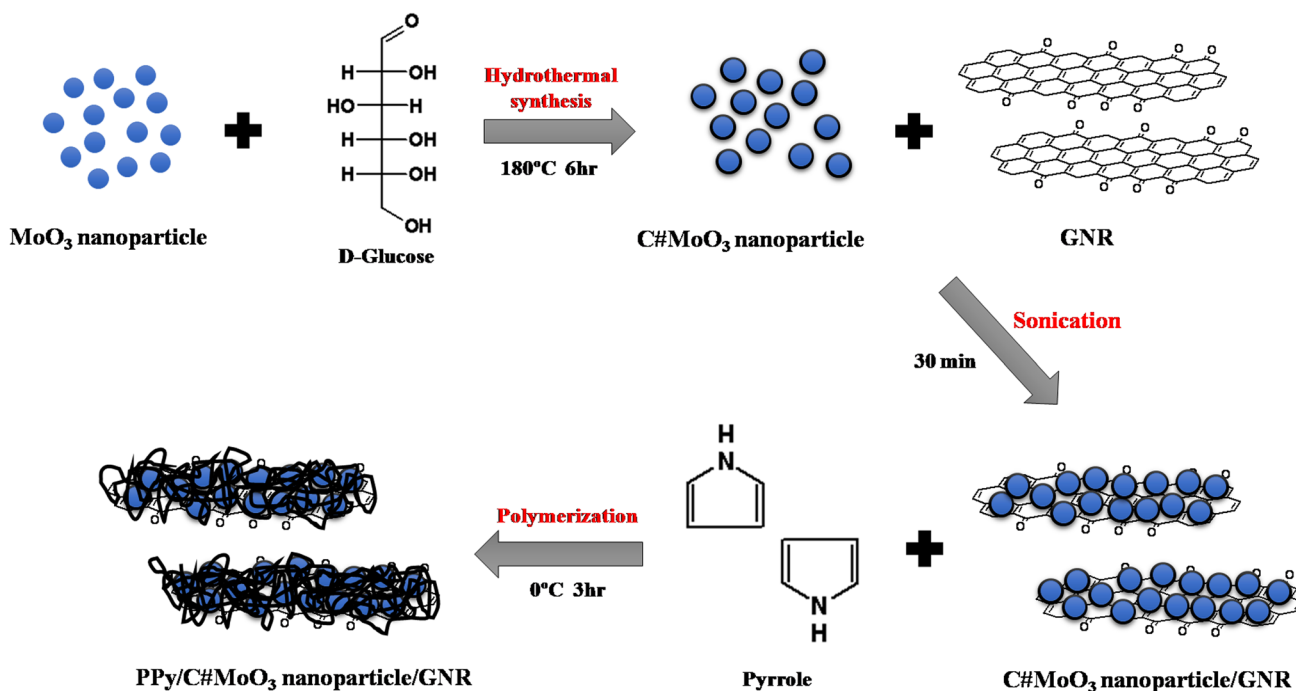 O
H
OH
HO
H
H
OH
H
OH
OH
Hydrothermal
synthesis
180°C 6hr
O O O O
O O O O
O O O O
O O O O
MoO₃ nanoparticle
D-Glucose
C#MoO₃ nanoparticle
GNR
Sonication
30 min
H
N
N
H
Polymerization
0°C 3hr
PPy/C#MoO₃ nanoparticle/GNR
Pyrrole
C#MoO₃ nanoparticle/GNR